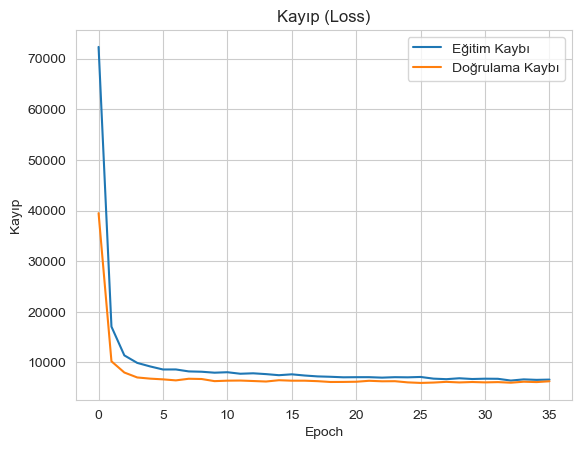 Kayıp (Loss)
Eğitim Kaybı
Doğrulama Kaybı
70000
60000
50000
40000
30000
20000
10000
Kayıp
0 5 10 15 20 25 30 35
Epoch